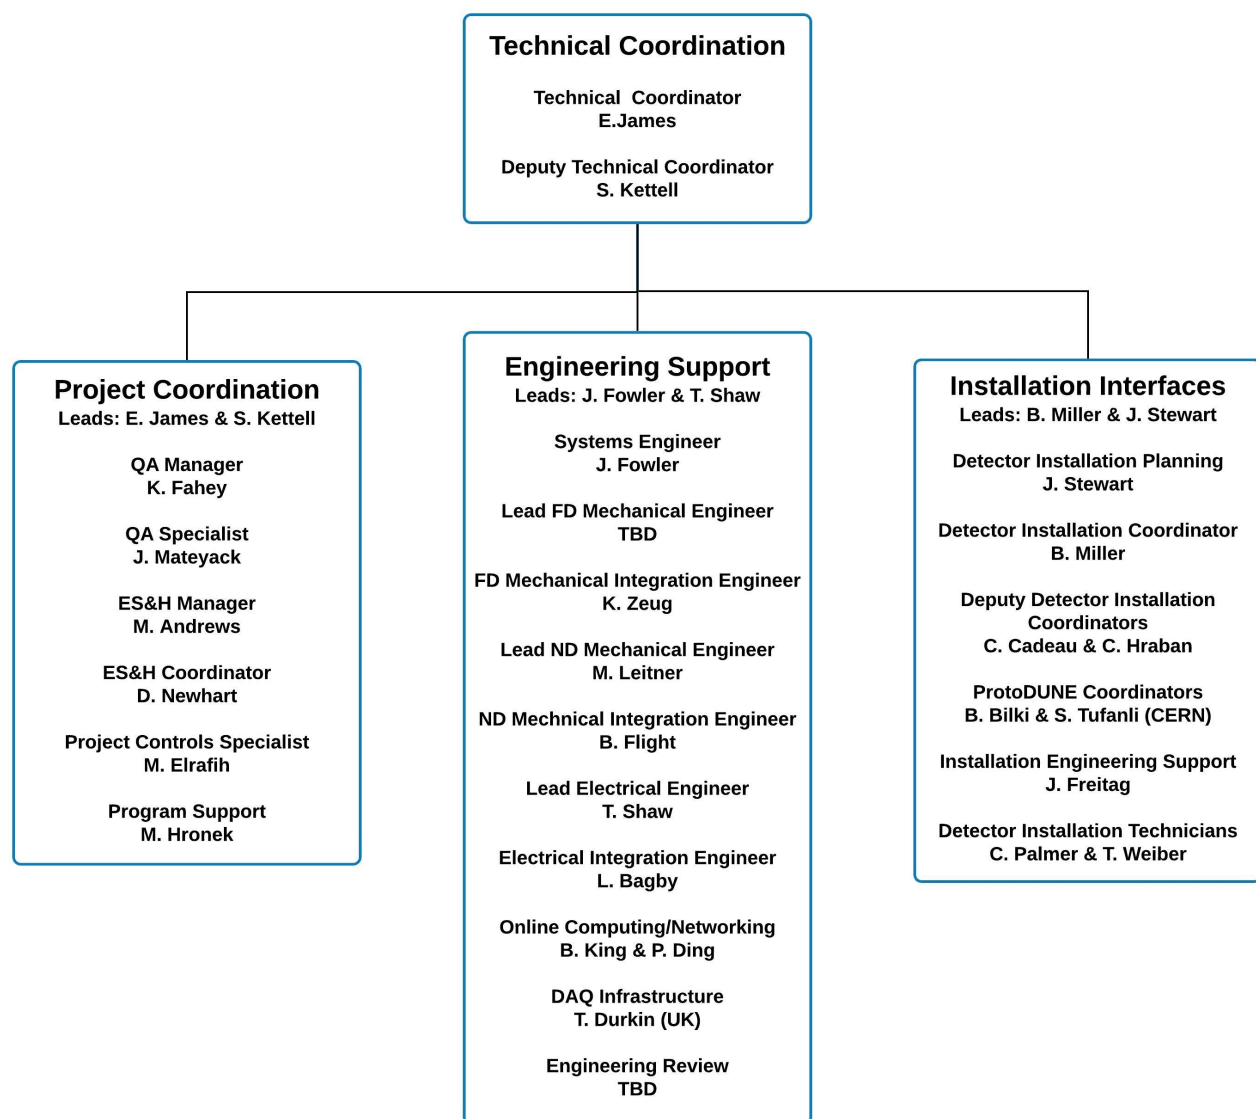 Technical Coordination
Technical  Coordinator
E.James
Deputy Technical Coordinator
S. Kettell
Project Coordination
Leads: E. James & S. Kettell
QA Manager
K. Fahey
QA Specialist
J. Mateyack
ES&H Manager
M. Andrews
ES&H Coordinator
D. Newhart
Project Controls Specialist
M. Elrafih
Program Support
M. Hronek
Engineering Support
Leads: J. Fowler & T. Shaw
Systems Engineer
J. Fowler
Lead FD Mechanical Engineer
TBD
FD Mechanical Integration Engineer
K. Zeug
Lead ND Mechanical Engineer
M. Leitner
ND Mechnical Integration Engineer
B. Flight
Lead Electrical Engineer
T. Shaw
Electrical Integration Engineer
L. Bagby
Online Computing/Networking
B. King & P. Ding
DAQ Infrastructure
T. Durkin (UK)
Engineering Review
TBD
Installation Interfaces
Leads: B. Miller & J. Stewart
Detector Installation Planning
J. Stewart
Detector Installation Coordinator
B. Miller
Deputy Detector Installation
Coordinators
C. Cadeau & C. Hraban
ProtoDUNE Coordinators
B. Bilki & S. Tufanli (CERN)
Installation Engineering Support
J. Freitag
Detector Installation Technicians
C. Palmer & T. Weiber